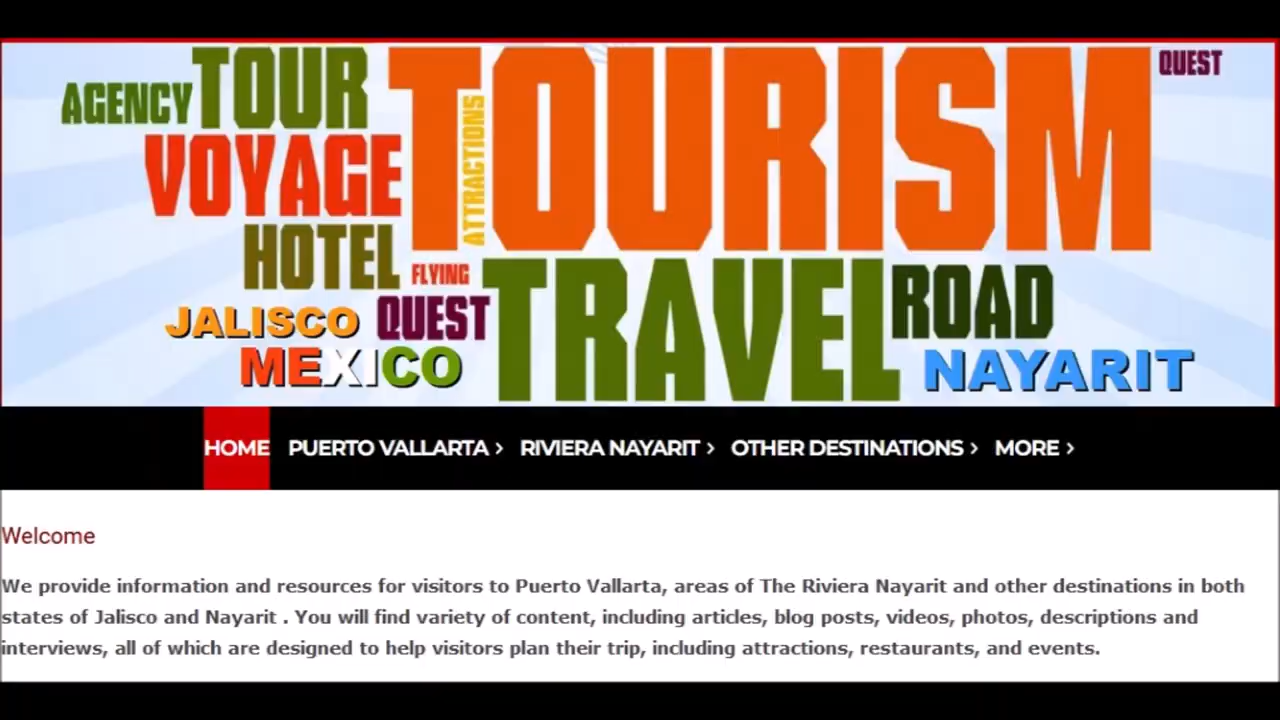 AGENCY TOUR TOURISM QUEST
VOYAGE ATTRACTIONS
HOTEL FLYING
JALISCO QUEST TRAVEL ROAD
MEXICO NAYARIT
HOME PUERTO VALLARTA › RIVIERA NAYARIT › OTHER DESTINATIONS › MORE ›
Welcome
We provide information and resources for visitors to Puerto Vallarta, areas of The Riviera Nayarit and other destinations in both
states of Jalisco and Nayarit . You will find variety of content, including articles, blog posts, videos, photos, descriptions and
interviews, all of which are designed to help visitors plan their trip, including attractions, restaurants, and events.